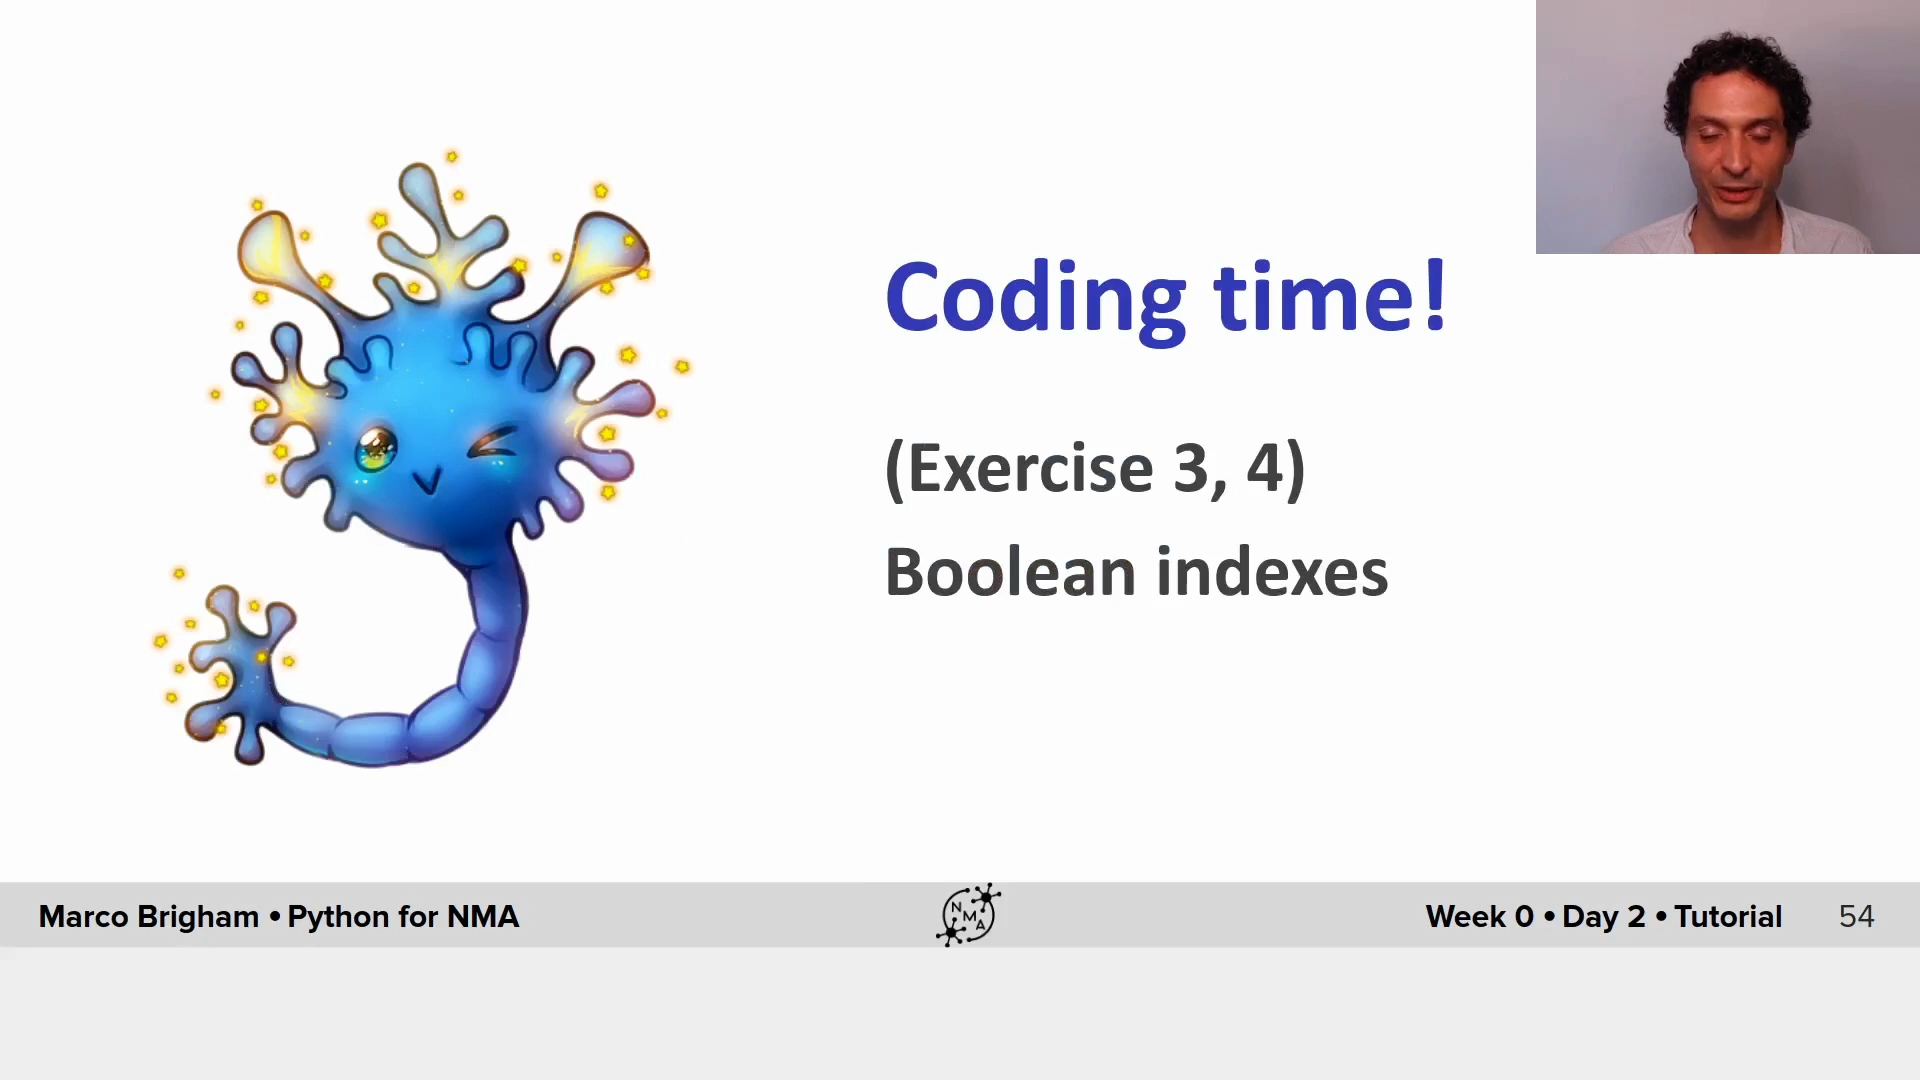 Coding time!
(Exercise 3, 4)
Boolean indexes
Marco Brigham • Python for NMA
N
M
A
Week 0 • Day 2 • Tutorial
54